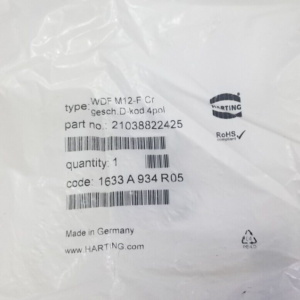 type: WDF M12-F Cr
gesch D-kod 4pol
part no.: 21038822425
HARTING
RoHS
compliant
quantity: 1
code: 1633 A 934 R05
Made in Germany
www.HARTING.com